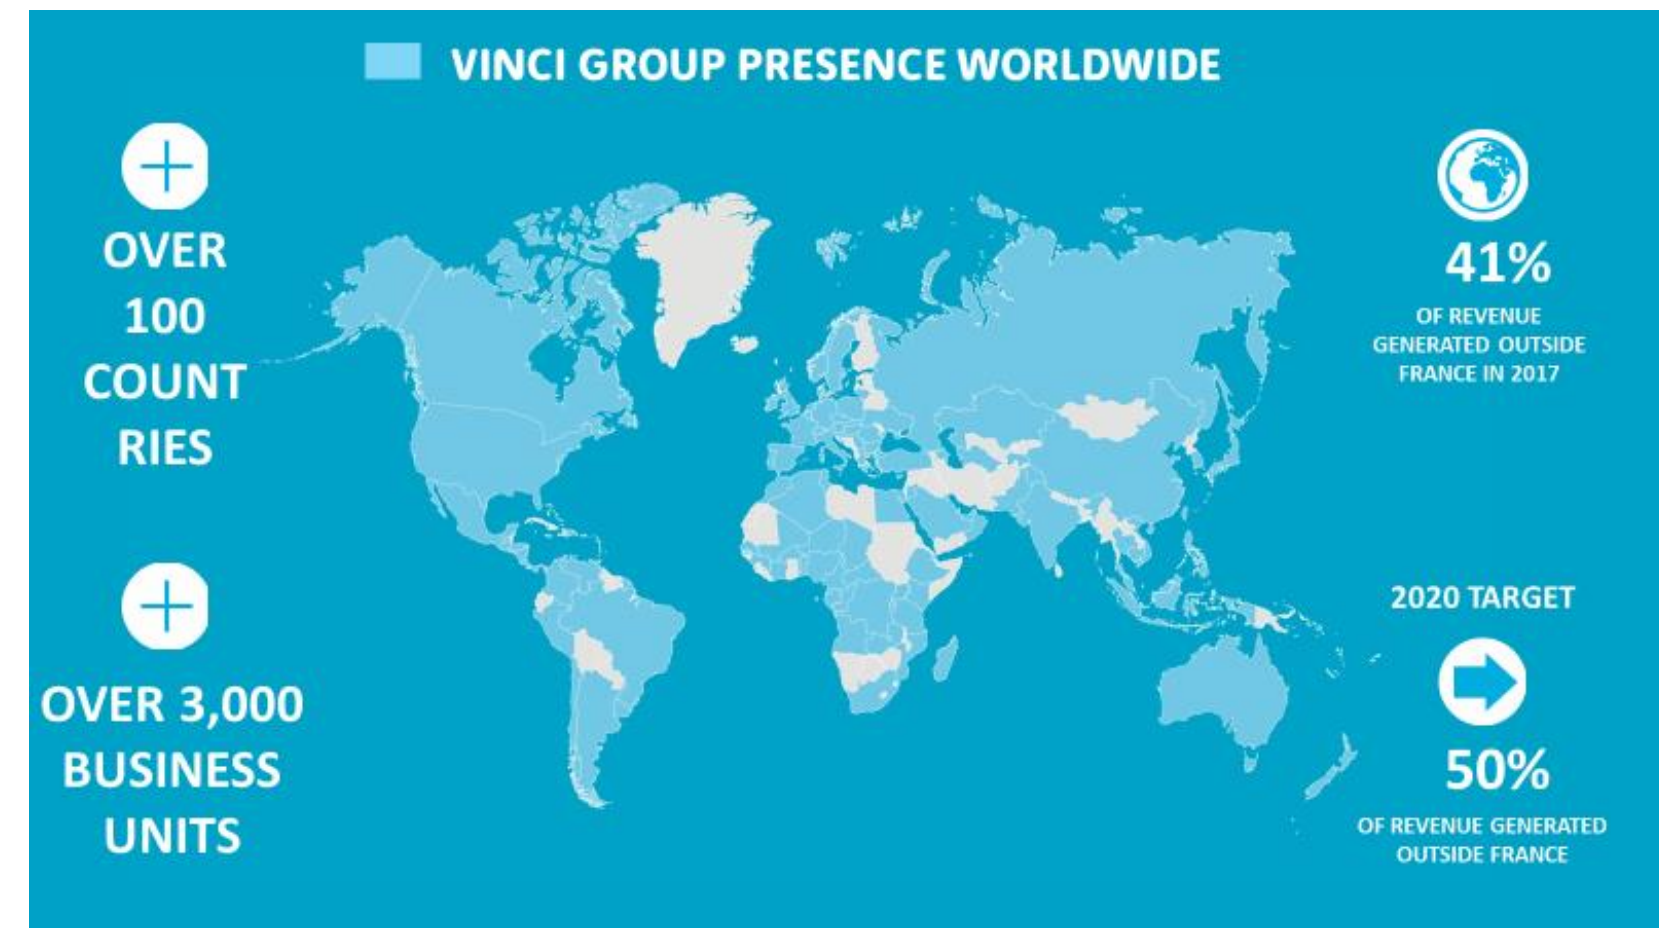 VINCI GROUP PRESENCE WORLDWIDE
OVER
100
COUNT
RIES
OVER 3,000
BUSINESS
UNITS
41%
OF REVENUE
GENERATED OUTSIDE
FRANCE IN 2017
2020 TARGET
50%
OF REVENUE GENERATED
OUTSIDE FRANCE